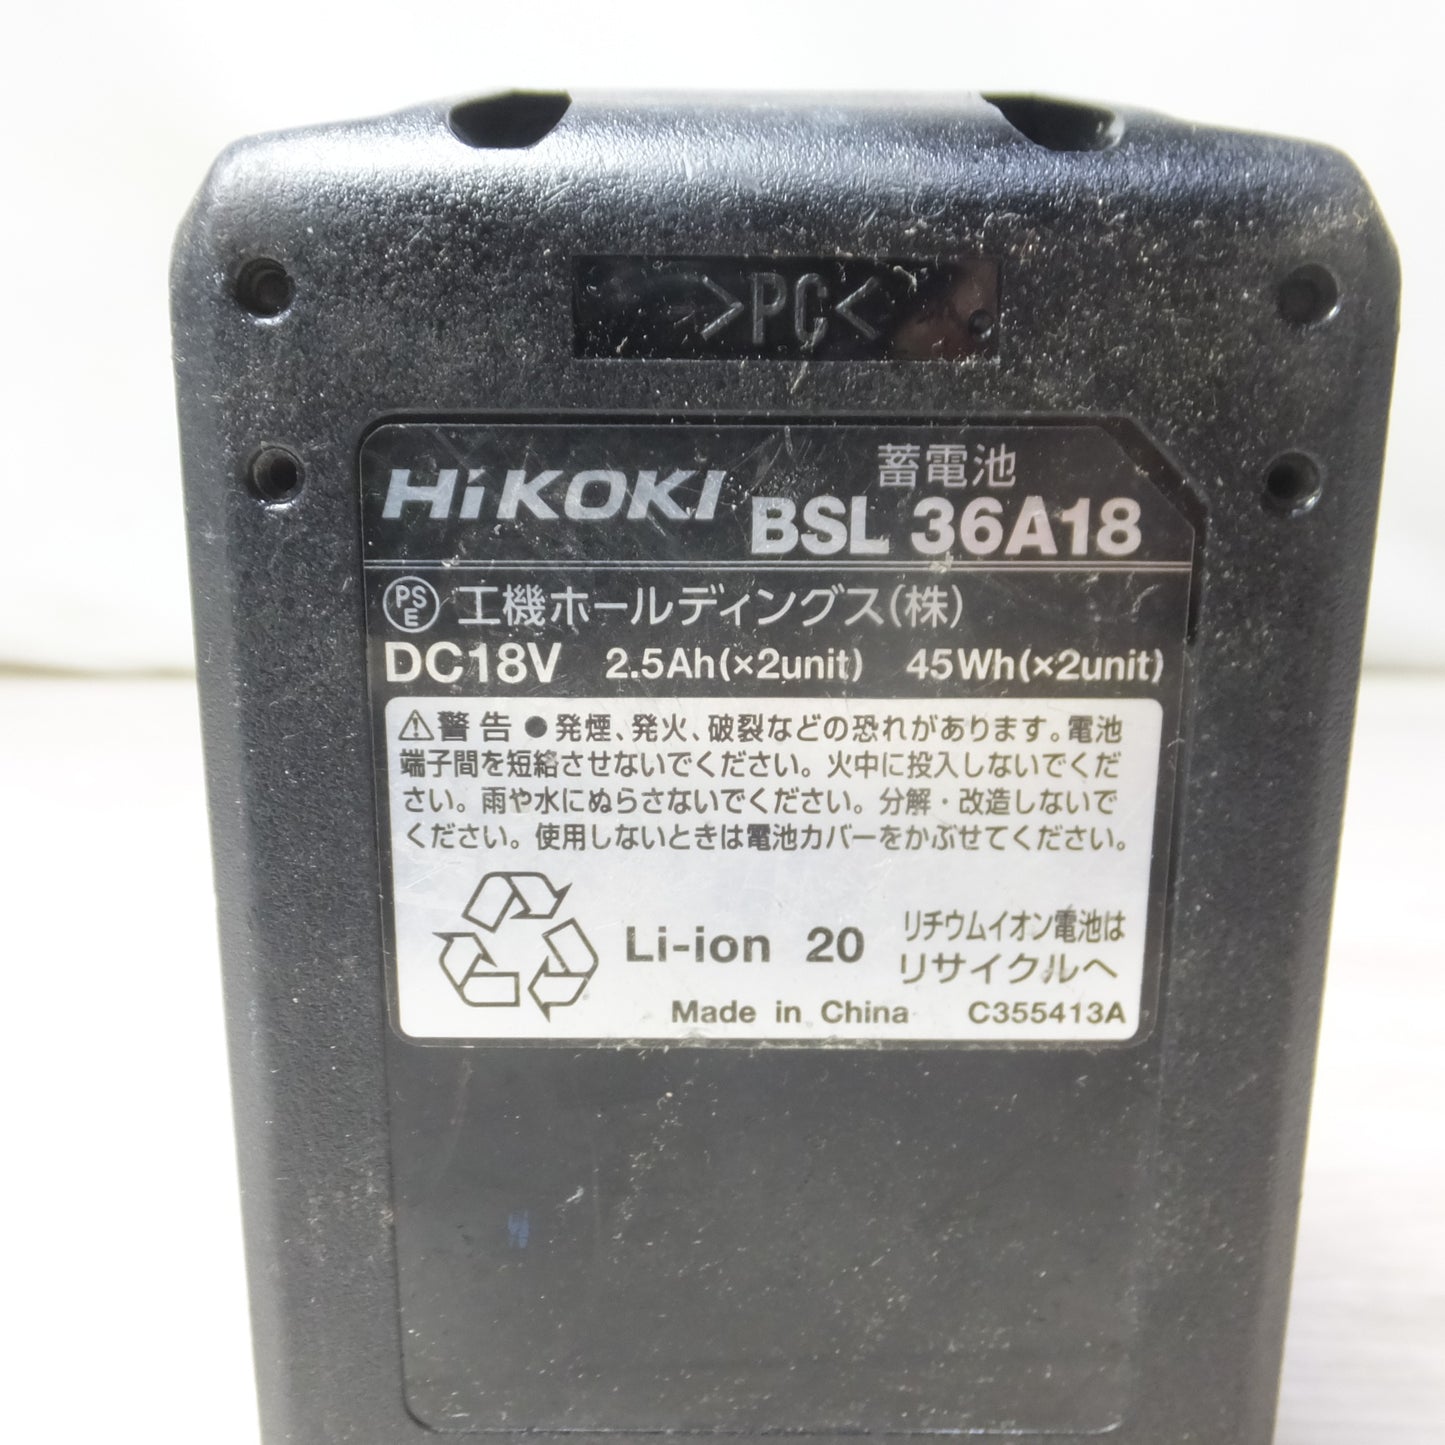 >PC<
HiKOKI
蓄電池
BSL 36A18
PS E 工機ホールディングス(株)
DC18V 2.5Ah(×2unit) 45Wh(×2unit)
⚠警告 ●発煙、発火、破裂などの恐れがあります。電池
端子間を短絡させないでください。火中に投入しないでくだ
さい。雨や水にぬらさないでください。分解・改造しないで
ください。使用しないときは電池カバーをかぶせてください。
Li-ion 20
リチウムイオン電池は
リサイクルへ
Made in China C355413A